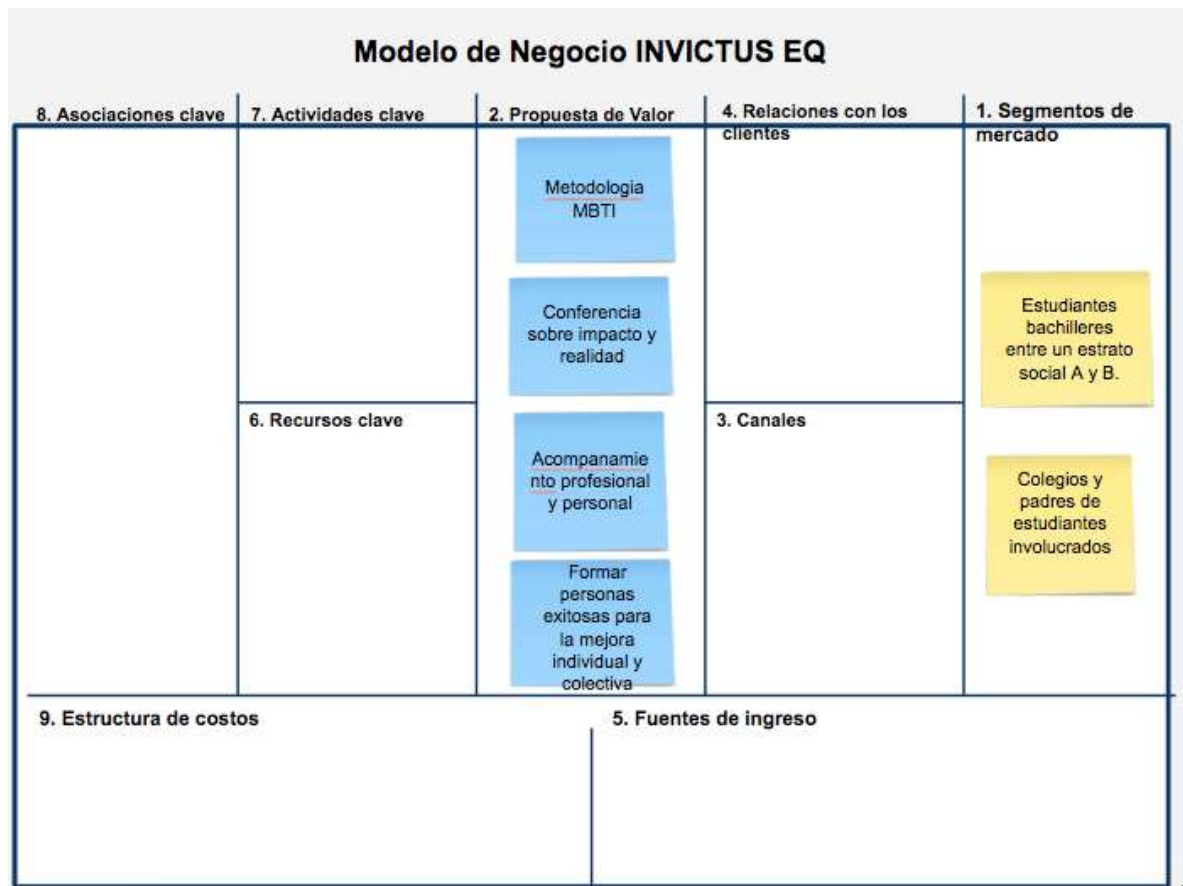 Modelo de Negocio INVICTUS EQ
8. Asociaciones clave
7. Actividades clave
2. Propuesta de Valor
4. Relaciones con los
clientes
1. Segmentos de
mercado
Metodologia
MBTI
Conferencia
sobre impacto y
realidad
Acompanamie
nto profesional
y personal
Formar
personas
exitosas para
la mejora
individual y
colectiva
Estudiantes
bachilleres
entre un estrato
social A y B.
Colegios y
padres de
estudiantes
involucrados
6. Recursos clave
3. Canales
9. Estructura de costos
5. Fuentes de ingreso